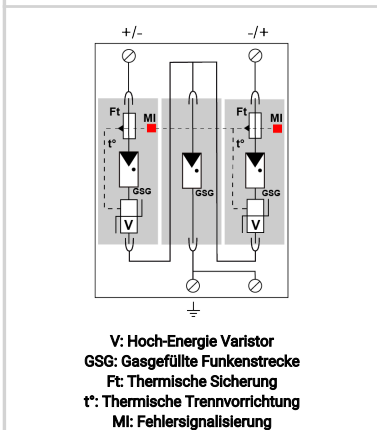 +/- -/+
Ft MI Ft MI
t° t°
GSG GSG GSG
V V
V: Hoch-Energie Varistor
GSG: Gasgefüllte Funkenstrecke
Ft: Thermische Sicherung
t°: Thermische Trennvorrichtung
MI: Fehlersignalisierung